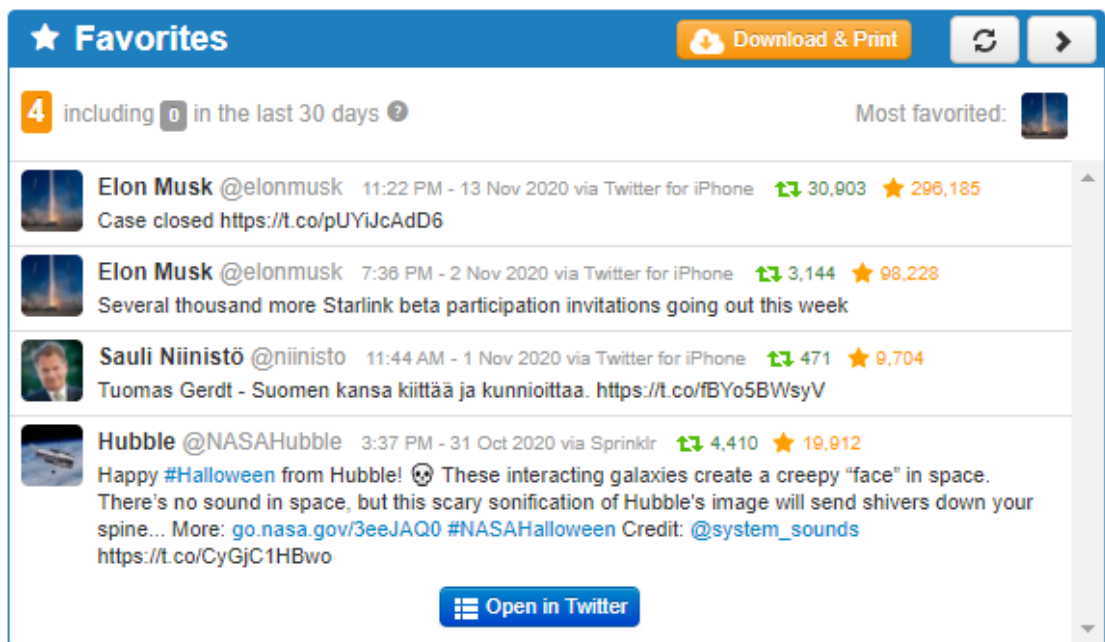 Favorites Download & Print
4 including 0 in the last 30 days ? Most favorited:
Elon Musk @elonmusk 11:22 PM - 13 Nov 2020 via Twitter for iPhone 30,903 296,185
Case closed https://t.co/pUYiJcAdD6
Elon Musk @elonmusk 7:36 PM - 2 Nov 2020 via Twitter for iPhone 3,144 98,228
Several thousand more Starlink beta participation invitations going out this week
Sauli Niinistö @niinisto 11:44 AM - 1 Nov 2020 via Twitter for iPhone 471 9,704
Tuomas Gerdt - Suomen kansa kiittää ja kunnioittaa. https://t.co/fBYo5BWsyV
Hubble @NASAHubble 3:37 PM - 31 Oct 2020 via Sprinklr 4,410 19,912
Happy #Halloween from Hubble! 💀 These interacting galaxies create a creepy “face” in space.
There’s no sound in space, but this scary sonification of Hubble's image will send shivers down your
spine... More: go.nasa.gov/3eeJAQ0 #NASAHalloween Credit: @system_sounds
https://t.co/CyGjC1HBwo
Open in Twitter